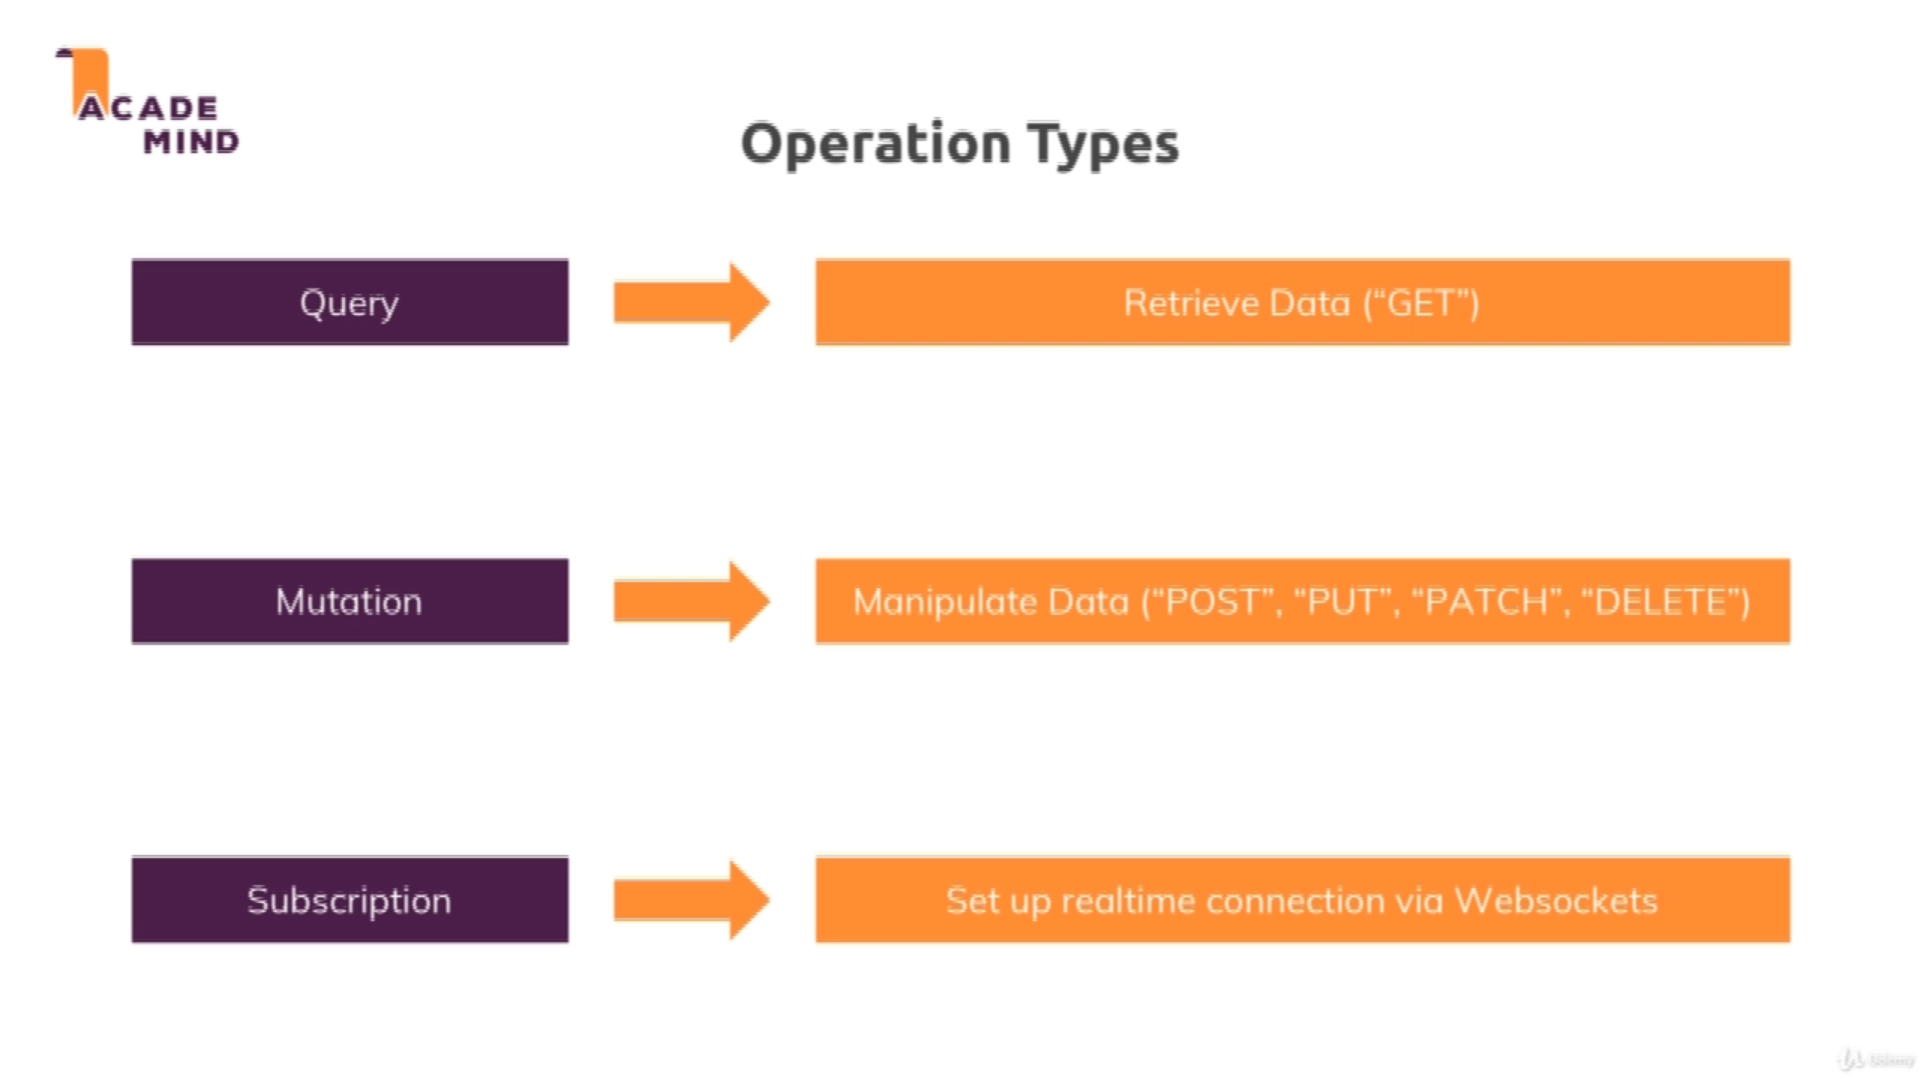 ACADE
MIND
Operation Types
Query
Retrieve Data (“GET”)
Mutation
Manipulate Data (“POST”, “PUT”, “PATCH”, “DELETE”)
Subscription
Set up realtime connection via Websockets
Udemy